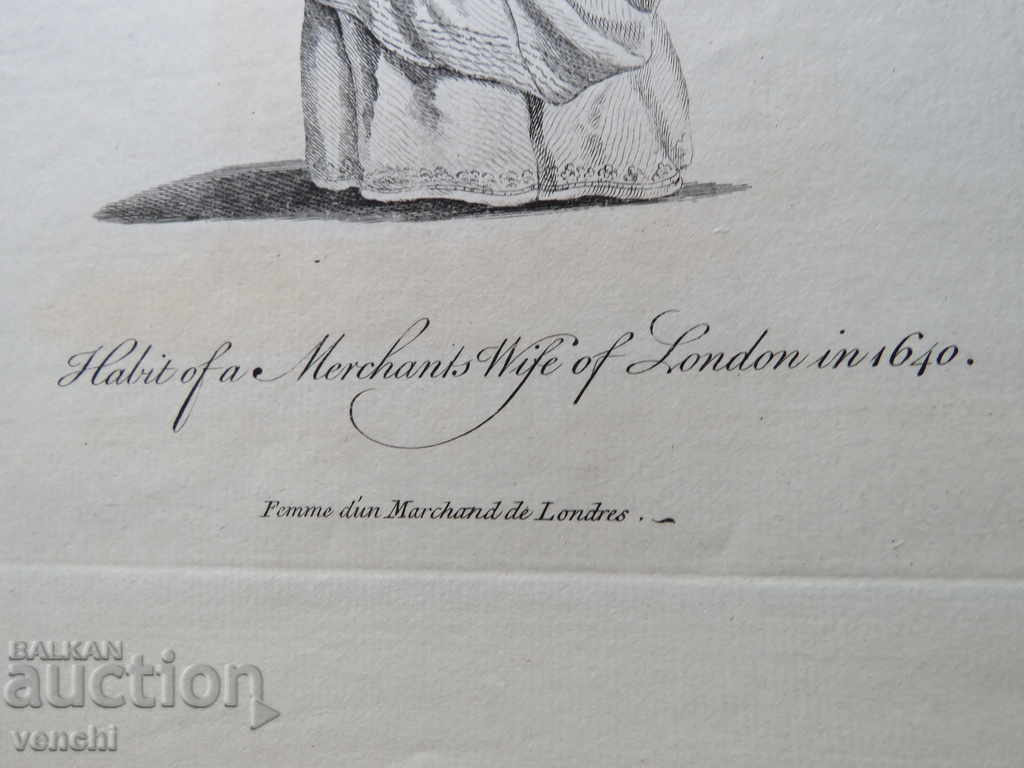 Habit of a Merchants Wife of London in 1640.
Femme d'un Marchand de Londres.
BALKAN
auction
venchi